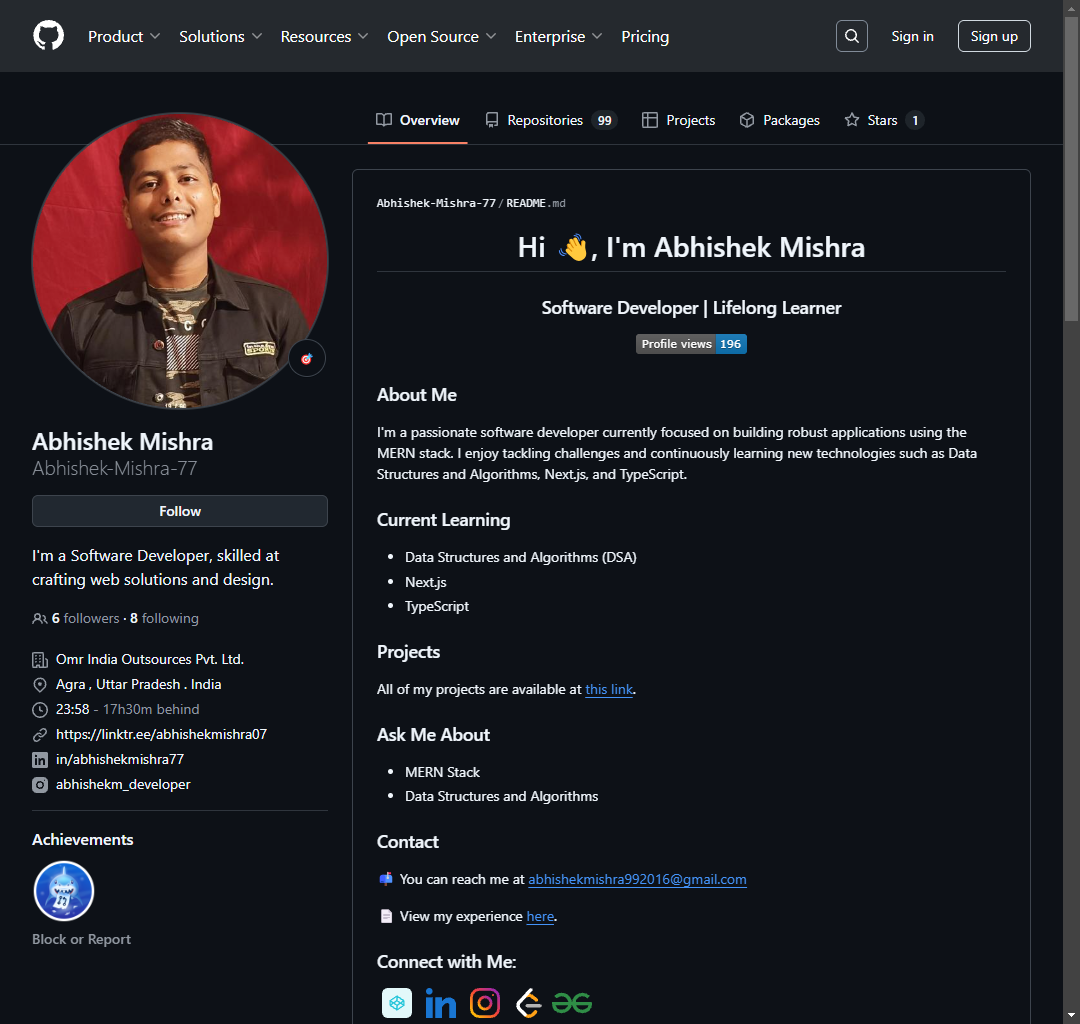 Product
Solutions
Resources
Open Source
Enterprise
Pricing
Sign in
Sign up
Overview
Repositories 99
Projects
Packages
Stars 1
Abhishek Mishra
Abhishek-Mishra-77
Follow
I'm a Software Developer, skilled at
crafting web solutions and design.
6 followers · 8 following
Omr India Outsources Pvt. Ltd.
Agra , Uttar Pradesh . India
23:58 - 17h30m behind
https://linktr.ee/abhishekmishra07
in/abhishekmishra77
abhishekm_developer
Achievements
Block or Report
Abhishek-Mishra-77/README.md
Hi 👋, I'm Abhishek Mishra
Software Developer | Lifelong Learner
Profile views 196
About Me
I'm a passionate software developer currently focused on building robust applications using the
MERN stack. I enjoy tackling challenges and continuously learning new technologies such as Data
Structures and Algorithms, Next.js, and TypeScript.
Current Learning
• Data Structures and Algorithms (DSA)
• Next.js
• TypeScript
Projects
All of my projects are available at this link.
Ask Me About
• MERN Stack
• Data Structures and Algorithms
Contact
📫 You can reach me at abhishekmishra992016@gmail.com
📄 View my experience here.
Connect with Me:
in